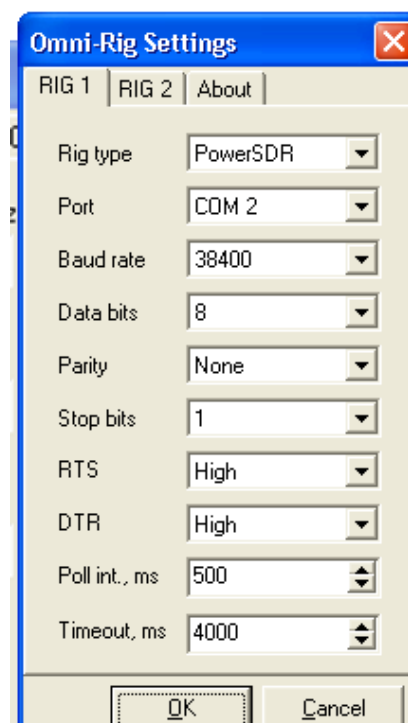 Omni-Rig Settings
RIG 1 RIG 2 About
Rig type PowerSDR
Port COM 2
Baud rate 38400
Data bits 8
Parity None
Stop bits 1
RTS High
DTR High
Poll int., ms 500
Timeout, ms 4000
OK Cancel